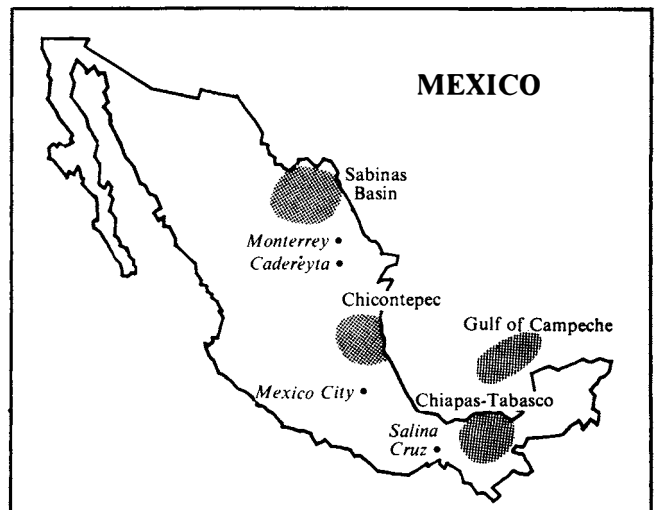 MEXICO
Sabinas
Basin
Monterrey
Cadereyta
Chicontepec
Gulf of Campeche
Mexico City
Chiapas-Tabasco
Salina
Cruz